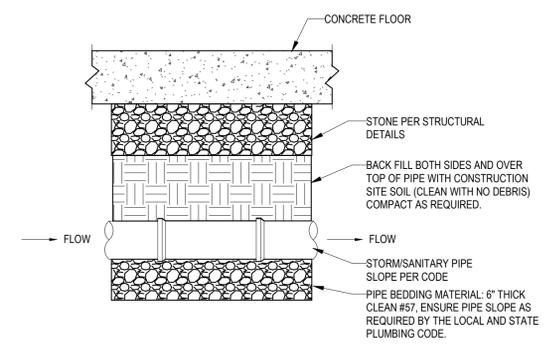 CONCRETE FLOOR
STONE PER STRUCTURAL
DETAILS
BACK FILL BOTH SIDES AND OVER
TOP OF PIPE WITH CONSTRUCTION
SITE SOIL (CLEAN WITH NO DEBRIS)
COMPACT AS REQUIRED.
FLOW
FLOW
STORM/SANITARY PIPE
SLOPE PER CODE
PIPE BEDDING MATERIAL: 6" THICK
CLEAN #57, ENSURE PIPE SLOPE AS
REQUIRED BY THE LOCAL AND STATE
PLUMBING CODE.